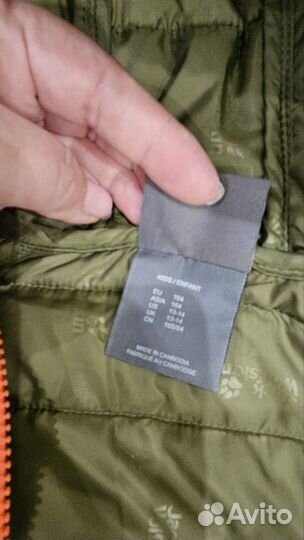 KIDS / ENFANT
EU 164
ASIA 164
US 13-14
UK 13-14
CN 165/84
MADE IN CAMBODIA
FABRIQUÉ AU CAMBODGE
Avito